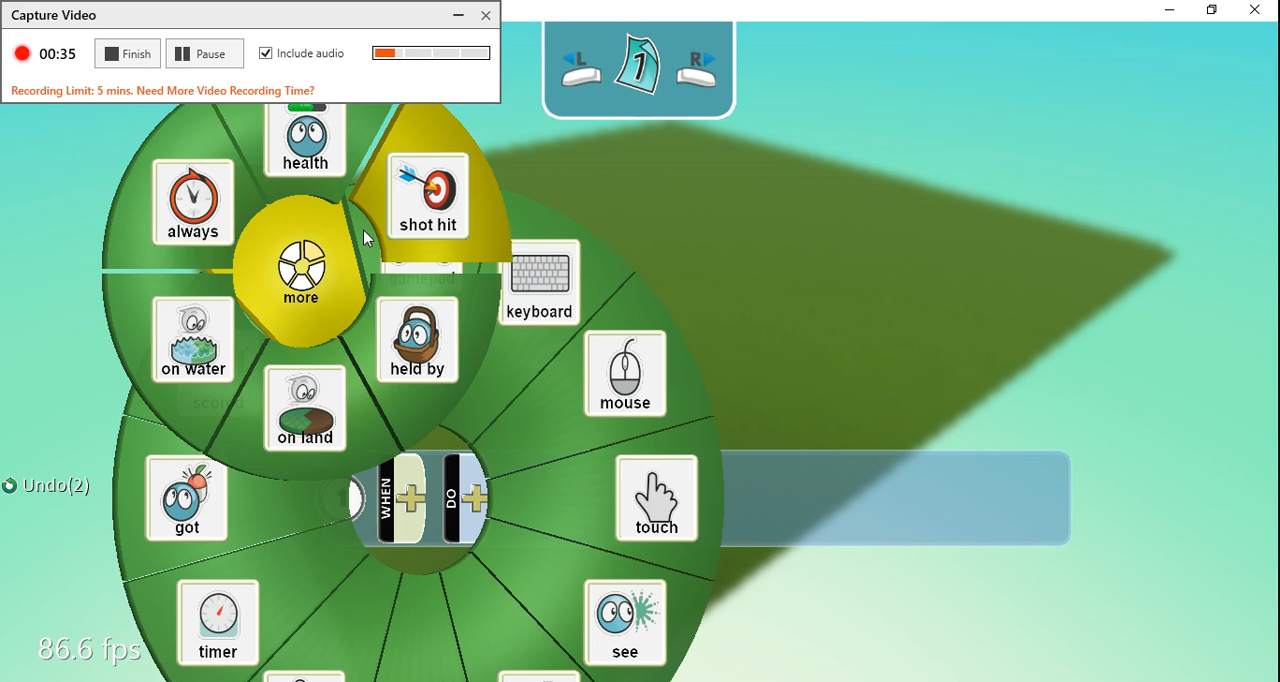 Capture Video
00:35
Finish
Pause
Include audio
Recording Limit: 5 mins. Need More Video Recording Time?
L
1
R
health
always
shot hit
gamepad
more
keyboard
on water
held by
mouse
scored
on land
got
WHEN
DO
touch
Undo(2)
timer
see
86.6 fps